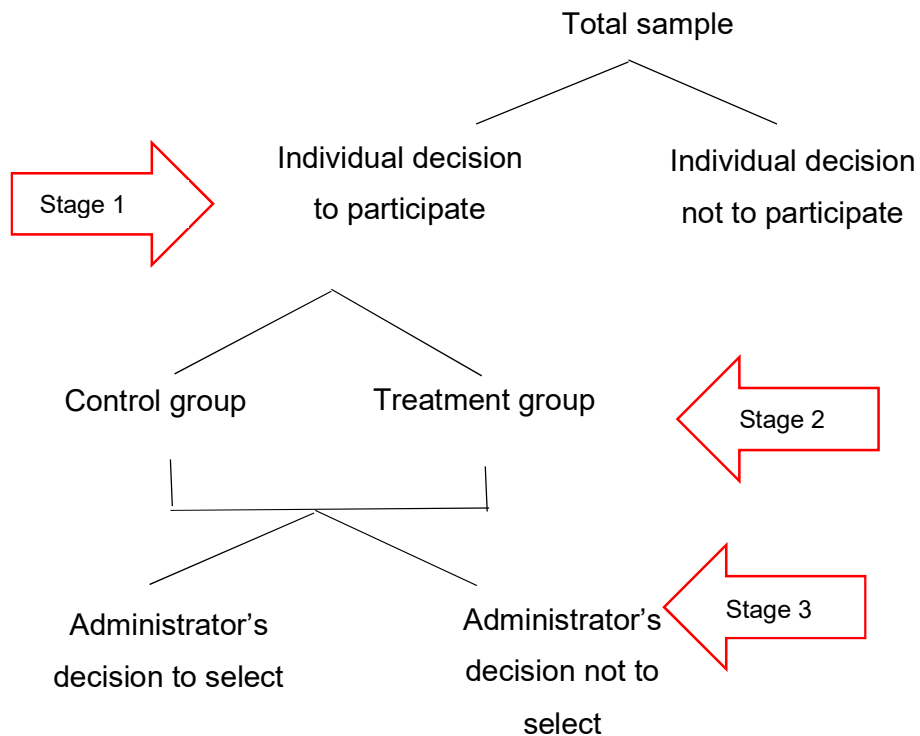 Total sample
Individual decision
to participate
Individual decision
not to participate
Stage 1
Control group
Treatment group
Stage 2
Administrator’s
decision to select
Administrator’s
decision not to
select
Stage 3